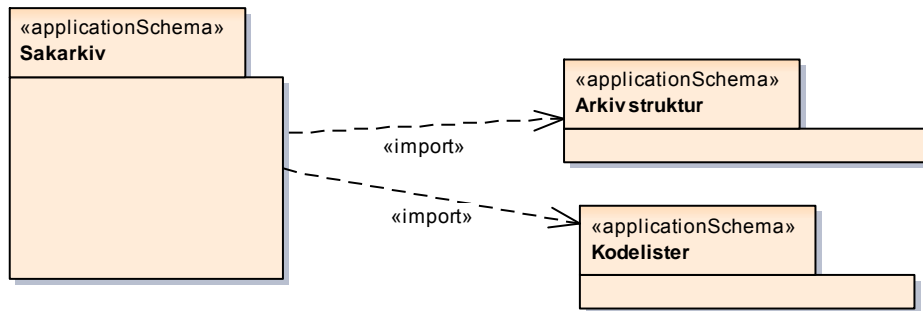 «applicationSchema»
Sakarkiv
«applicationSchema»
Arkivstruktur
«import»
«import»
«applicationSchema»
Kodelister